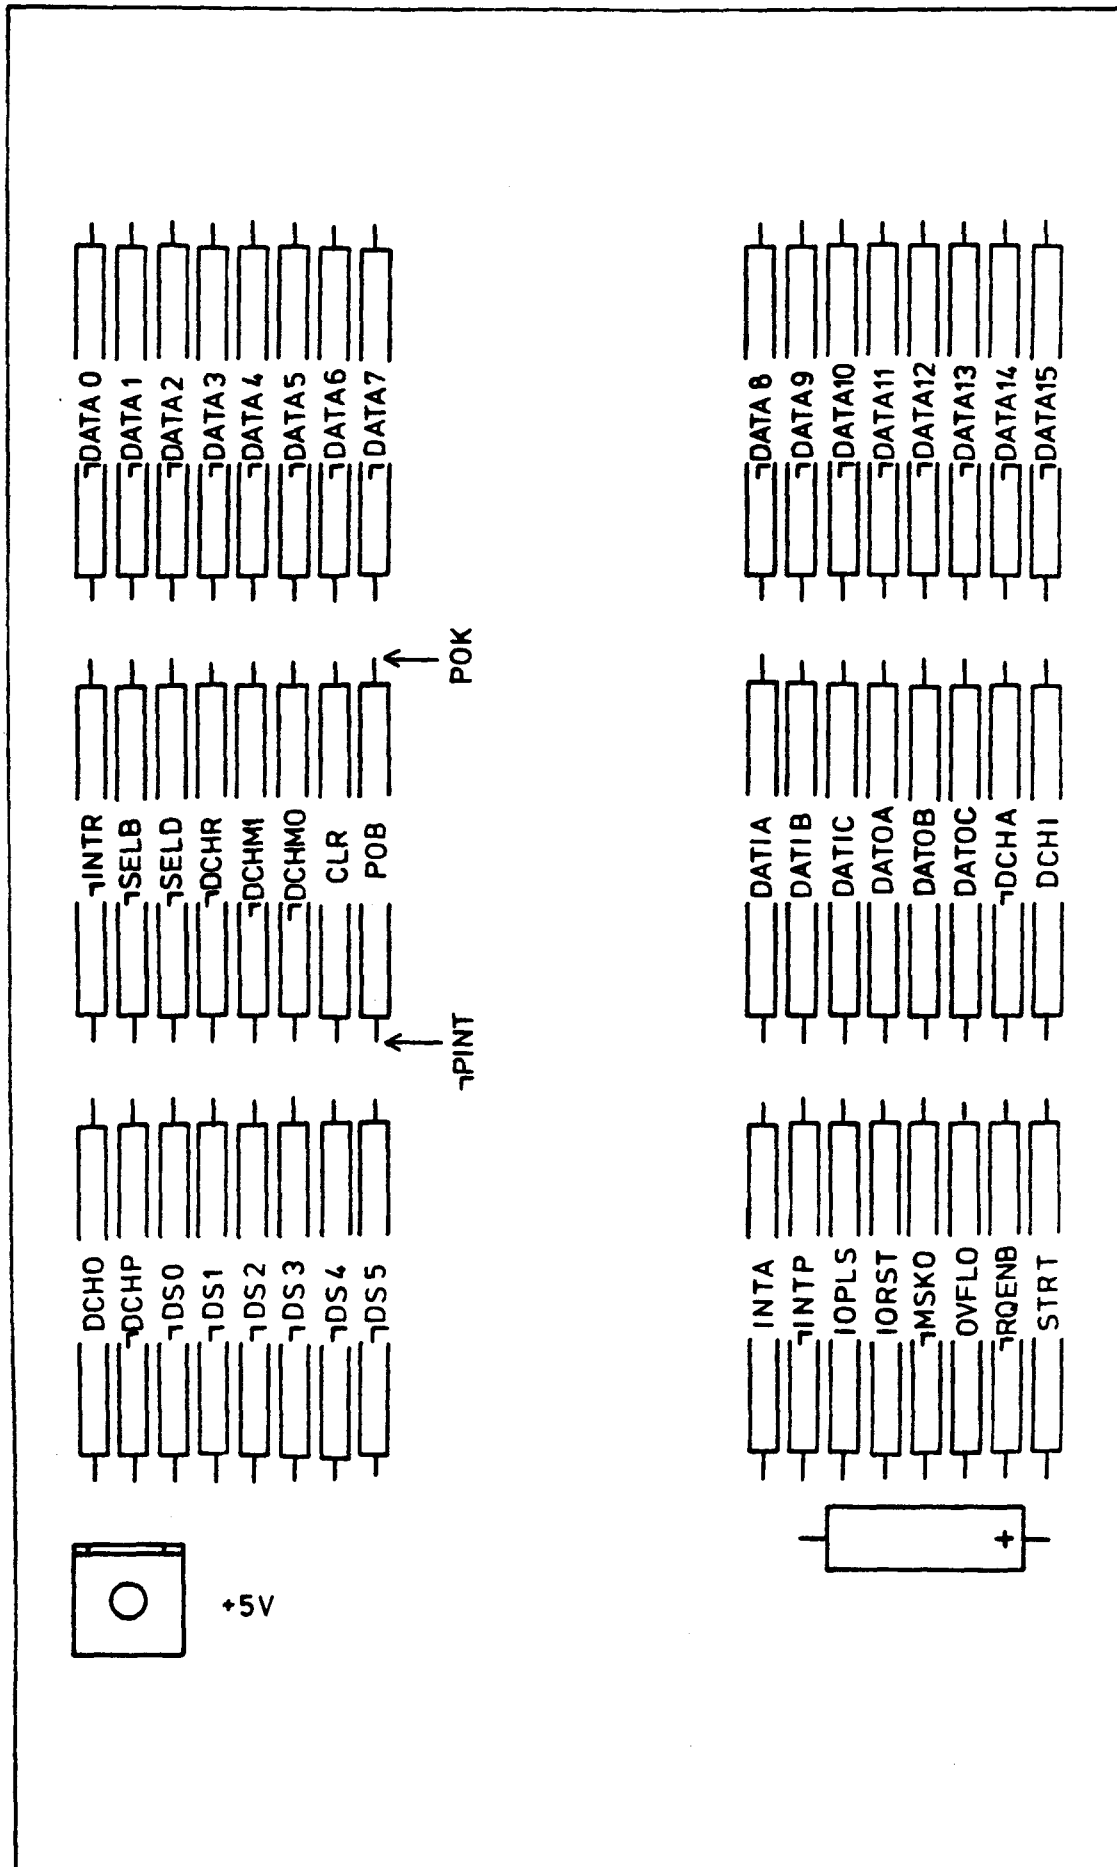 ¬DATA 0
¬DATA 1
¬DATA 2
¬DATA 3
¬DATA 4
¬DATA 5
¬DATA 6
¬DATA 7
¬DATA 8
¬DATA 9
¬DATA10
¬DATA11
¬DATA12
¬DATA13
¬DATA14
¬DATA15
POK
¬INTR
¬SELB
¬SELD
¬DCHR
¬DCHM1
¬DCHM0
CLR
POB
DATIA
DATIB
DATIC
DATOA
DATOB
DATOC
¬DCHA
DCHI
¬PINT
DCHO
¬DCHP
¬DS0
¬DS1
¬DS2
¬DS3
¬DS4
¬DS5
INTA
¬INTP
IOPLS
IORST
¬MSKO
OVFLO
¬RQENB
STRT
+5V
+